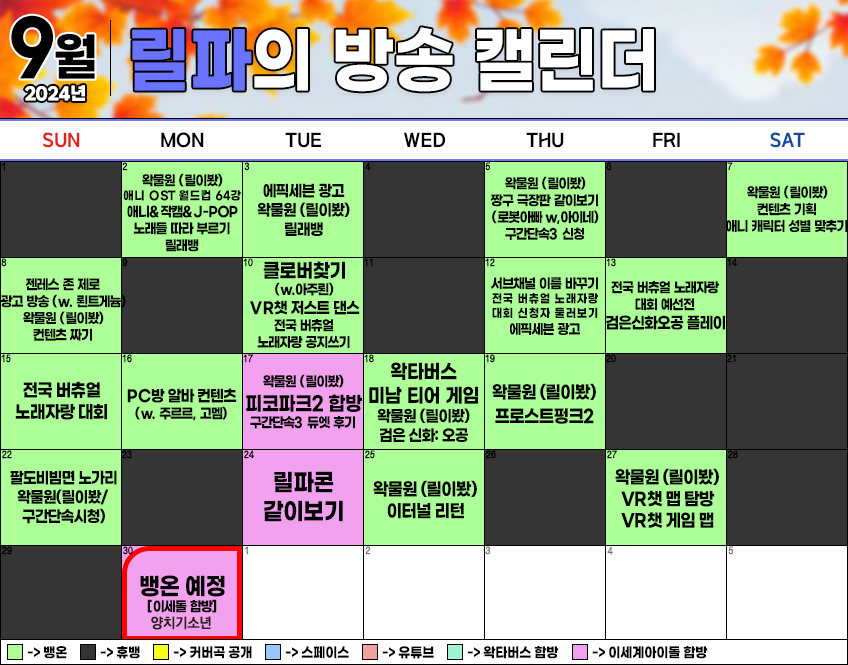 9월
2024년
릴파의 방송 캘린더
SUN MON TUE WED THU FRI SAT
1
2
왁물원 (릴이봤)
애니 OST 월드컵 64강
애니&작캠&J-POP
노래들 따라 부르기
릴래뱅
3
에픽세븐 광고
왁물원 (릴이봤)
릴래뱅
4
5
왁물원 (릴이봤)
짱구 극장판 같이보기
(로봇아빠 w,아이네)
구간단속3 신청
6
7
왁물원 (릴이봤)
컨텐츠 기획
애니 캐릭터 성별 맞추기
8
젠레스 존 제로
광고 방송 (w. 뢴트게늄)
왁물원 (릴이봤)
컨텐츠 짜기
9
10
클로버찾기
(w.아주뢴)
VR챗 저스트 댄스
전국 버츄얼
노래자랑 공지쓰기
11
12
서브채널 이름 바꾸기
전국 버츄얼 노래자랑
대회 신청자 둘러보기
에픽세븐 광고
13
전국 버츄얼 노래자랑
대회 예선전
검은신화오공 플레이
14
15
전국 버츄얼
노래자랑 대회
16
PC방 알바 컨텐츠
(w. 주르르, 고멤)
17
왁물원 (릴이봤)
피코파크2 합방
구간단속3 듀엣 후기
18
왁타버스
미남 티어 게임
왁물원 (릴이봤)
검은 신화: 오공
19
왁물원 (릴이봤)
프로스트펑크2
20
21
22
팔도비빔면 노가리
왁물원(릴이봤/
구간단속시청)
23
24
릴파콘
같이보기
25
왁물원 (릴이봤)
이터널 리턴
26
27
왁물원 (릴이봤)
VR챗 맵 탐방
VR챗 게임 맵
28
29
30
뱅온 예정
[이세돌 합방]
양치기소년
1
2
3
4
5
-> 뱅온 -> 휴뱅 -> 커버곡 공개 -> 스페이스 -> 유튜브 -> 왁타버스 합방 -> 이세계아이돌 합방